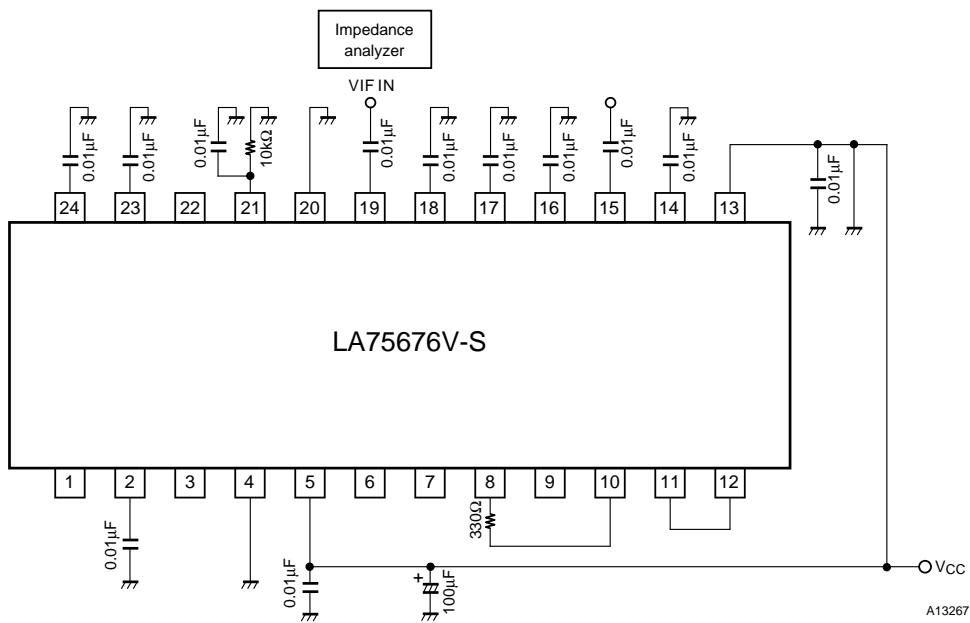 Impedance
analyzer
VIF IN
0.01µF
0.01µF
0.01µF
10kΩ
0.01µF
0.01µF
0.01µF
0.01µF
0.01µF
0.01µF
0.01µF
24 23 22 21 20 19 18 17 16 15 14 13
LA75676V-S
1 2 3 4 5 6 7 8 9 10 11 12
0.01µF
330Ω
0.01µF
+
100µF
VCC
A13267